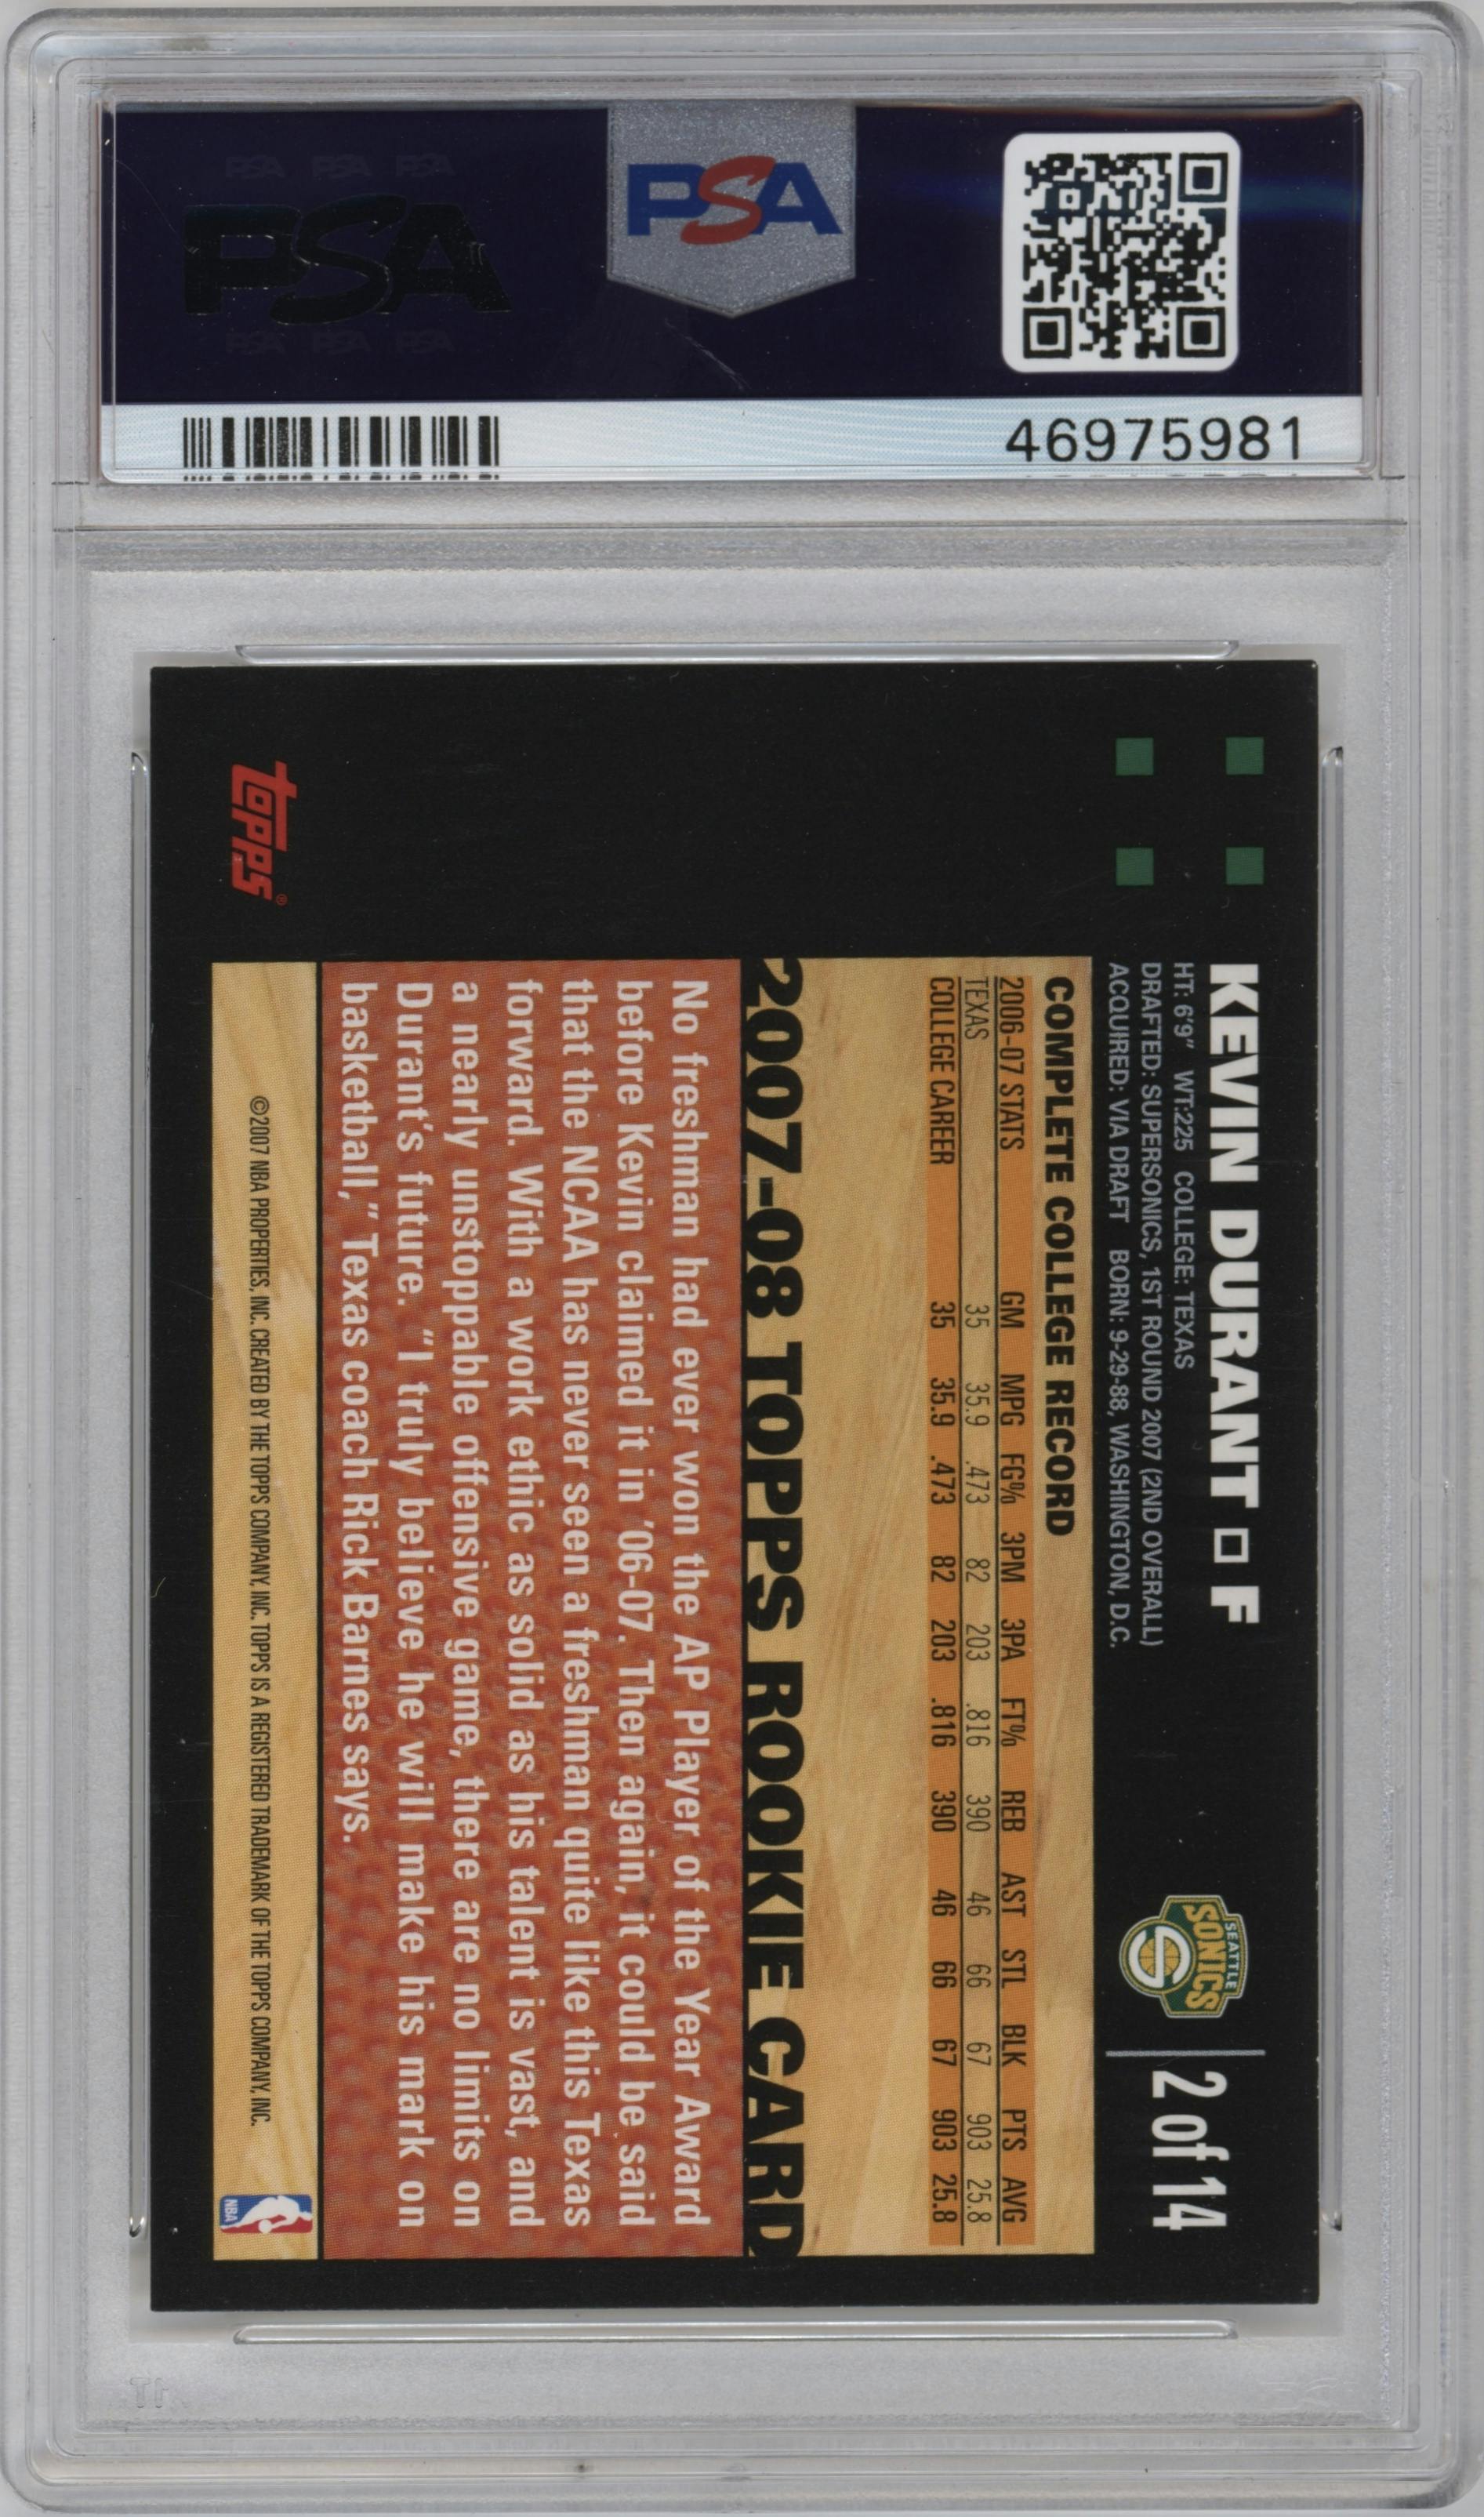 PSA PSA PSA
PSA
PSA PSA PSA
PSA
46975981
KEVIN DURANT □ F
HT: 6'9" WT:225 COLLEGE: TEXAS
DRAFTED: SUPERSONICS, 1ST ROUND 2007 (2ND OVERALL)
ACQUIRED: VIA DRAFT BORN: 9-29-88, WASHINGTON, D.C.
SEATTLE
SONICS
2 of 14
COMPLETE COLLEGE RECORD
2006-07 STATS GM MPG FG% 3PM 3PA FT% REB AST STL BLK PTS AVG
TEXAS 35 35.9 .473 82 203 .816 390 46 66 67 903 25.8
COLLEGE CAREER 35 35.9 .473 82 203 .816 390 46 66 67 903 25.8
2007-08 TOPPS ROOKIE CARD
No freshman had ever won the AP Player of the Year Award
before Kevin claimed it in '06-07. Then again, it could be said
that the NCAA has never seen a freshman quite like this Texas
forward. With a work ethic as solid as his talent is vast, and
a nearly unstoppable offensive game, there are no limits on
Durant's future. "I truly believe he will make his mark on
basketball," Texas coach Rick Barnes says.
©2007 NBA PROPERTIES, INC. CREATED BY THE TOPPS COMPANY, INC. TOPPS IS A REGISTERED TRADEMARK OF THE TOPPS COMPANY, INC.
NBA
topps®